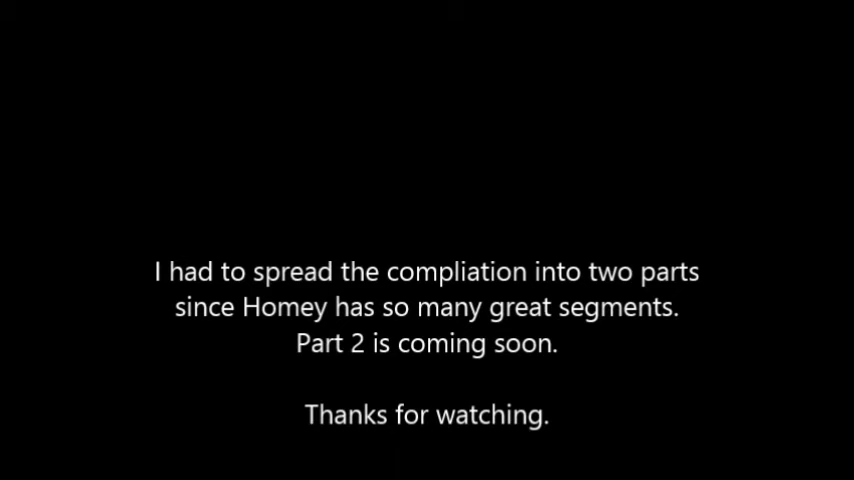 I had to spread the compliation into two parts
since Homey has so many great segments.
Part 2 is coming soon.
Thanks for watching.